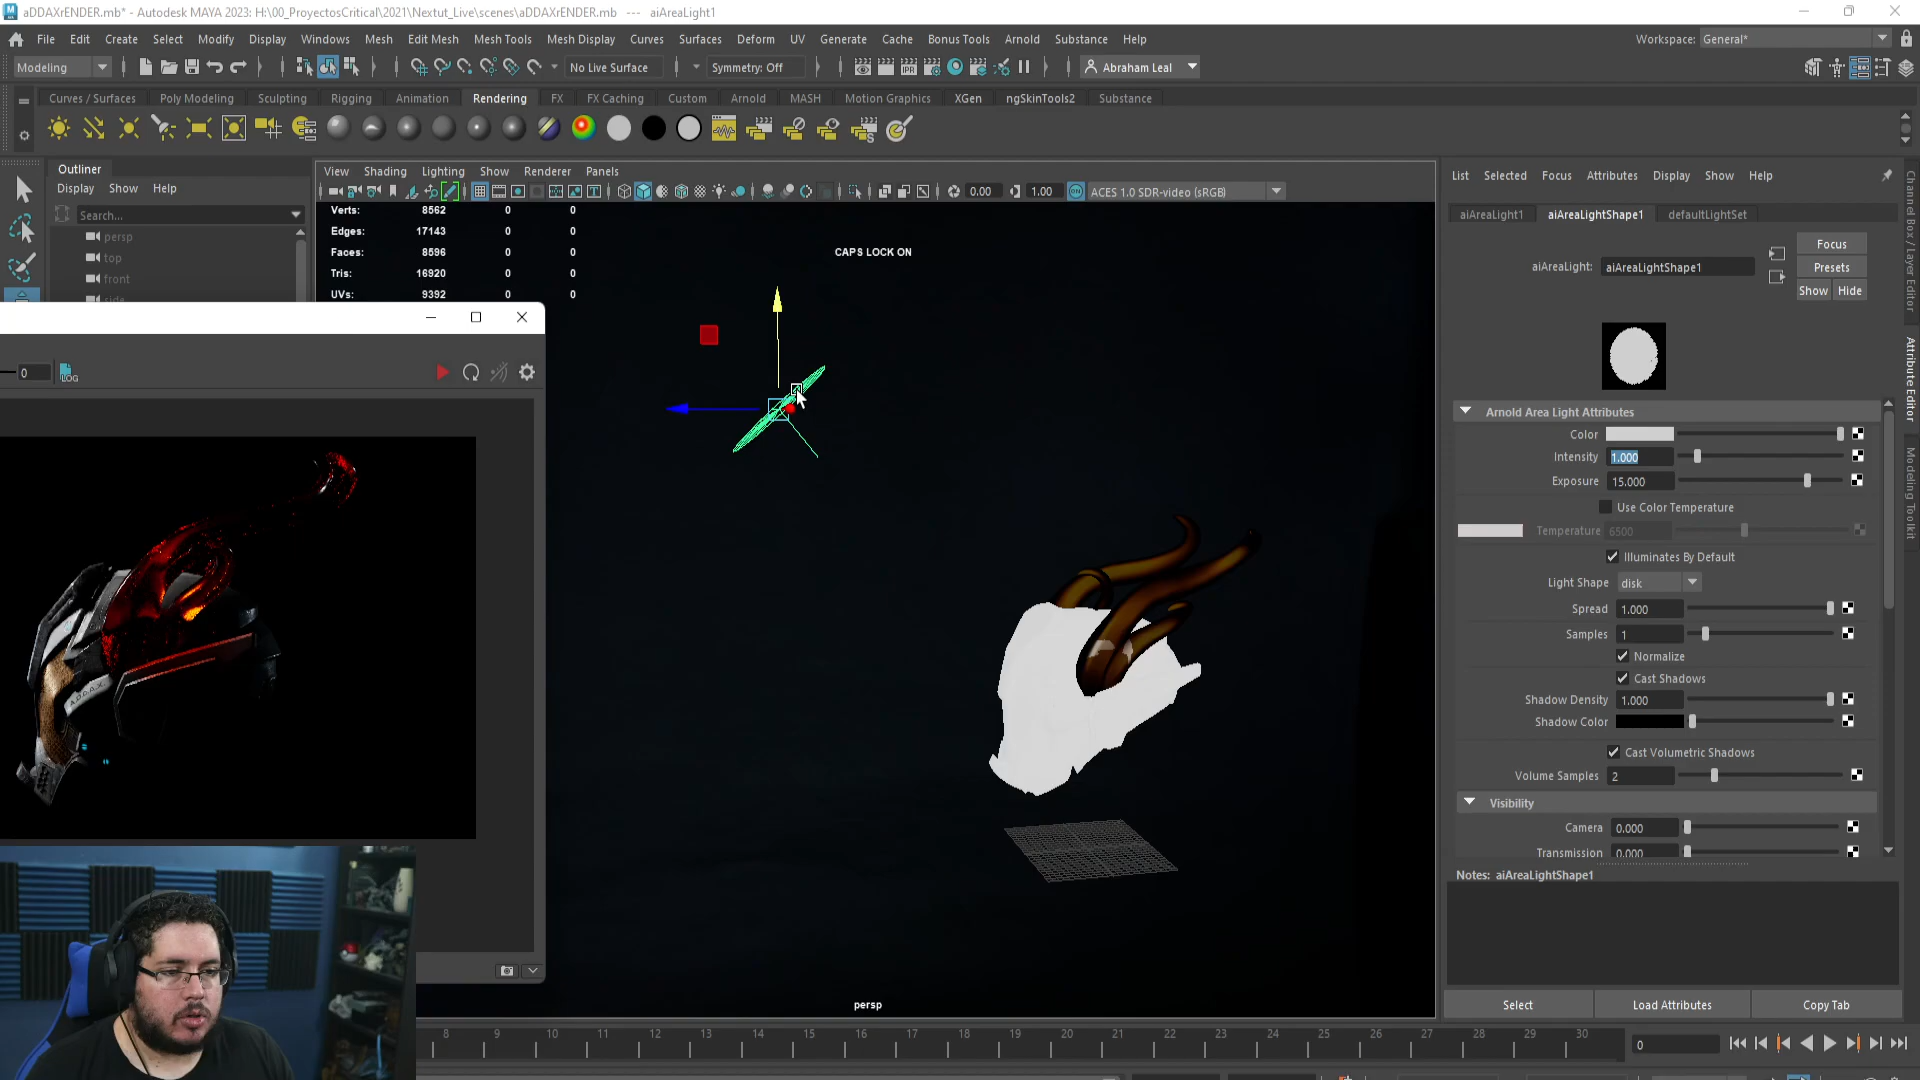 aDDAXrENDER.mb* - Autodesk MAYA 2023: H:\00_ProyectosCritical\2021\Nextut_Live\scenes\aDDAXrENDER.mb --- aiAreaLight1
File Edit Create Select Modify Display Windows Mesh Edit Mesh Mesh Tools Mesh Display Curves Surfaces Deform UV Generate Cache Bonus Tools Arnold Substance Help
Workspace: General*
Modeling No Live Surface Symmetry: Off Abraham Leal
Curves / Surfaces Poly Modeling Sculpting Rigging Animation Rendering FX FX Caching Custom Arnold MASH Motion Graphics XGen ngSkinTools2 Substance
Outliner
Display Show Help
Search...
persp
top
front
side
View Shading Lighting Show Renderer Panels
0.00 1.00 ACES 1.0 SDR-video (sRGB)
Verts: 8562 0 0
Edges: 17143 0 0
Faces: 8596 0 0
Tris: 16920 0 0
UVs: 9392 0 0
CAPS LOCK ON
0 LOG
A.D.D.A.X.
persp
List Selected Focus Attributes Display Show Help
aiAreaLight1 aiAreaLightShape1 defaultLightSet
aiAreaLight: aiAreaLightShape1
Focus
Presets
Show Hide
Arnold Area Light Attributes
Color
Intensity 1.000
Exposure 15.000
Use Color Temperature
Temperature 6500
Illuminates By Default
Light Shape disk
Spread 1.000
Samples 1
Normalize
Cast Shadows
Shadow Density 1.000
Shadow Color
Cast Volumetric Shadows
Volume Samples 2
Visibility
Camera 0.000
Transmission 0.000
Notes: aiAreaLightShape1
Select Load Attributes Copy Tab
Channel Box / Layer Editor
Attribute Editor
Modeling Toolkit
8 9 10 11 12 13 14 15 16 17 18 19 20 21 22 23 24 25 26 27 28 29 30
0